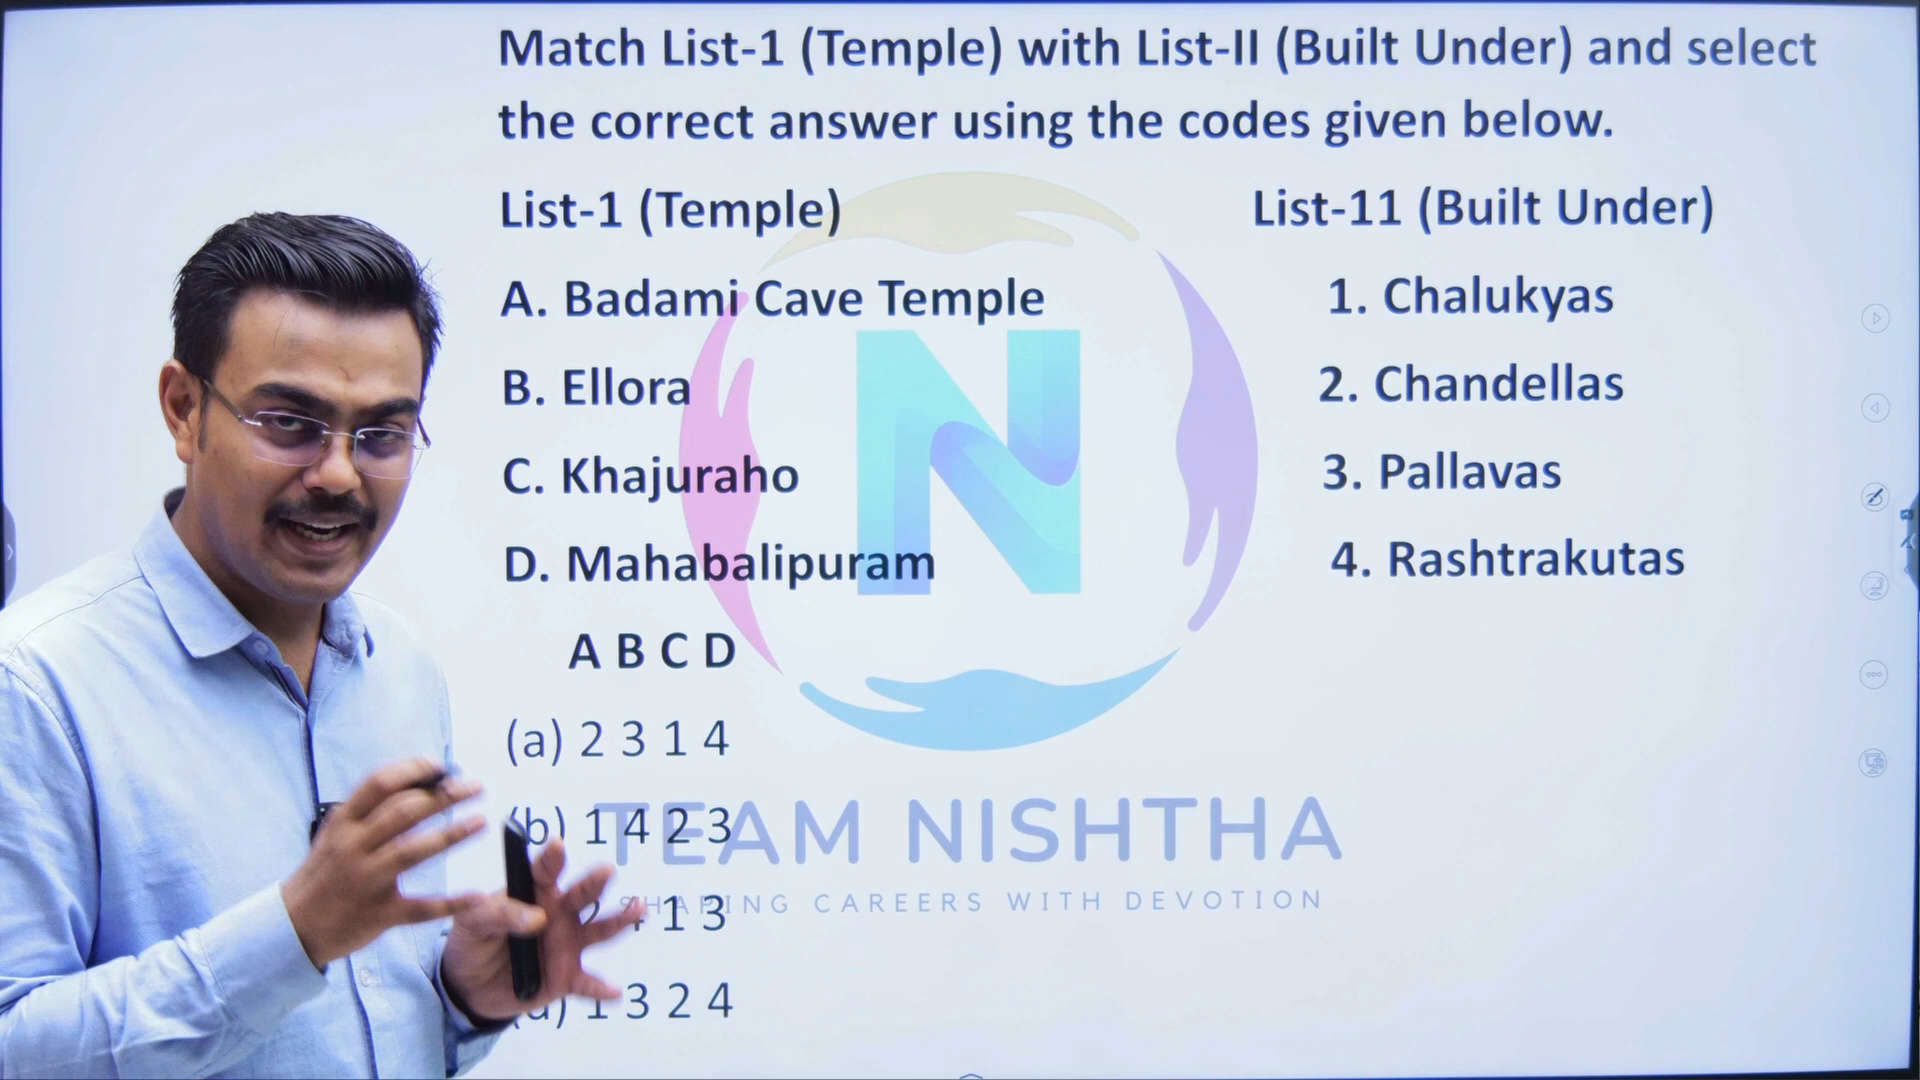 Match List-1 (Temple) with List-II (Built Under) and select
the correct answer using the codes given below.
List-1 (Temple) List-11 (Built Under)
A. Badami Cave Temple 1. Chalukyas
B. Ellora 2. Chandellas
C. Khajuraho 3. Pallavas
D. Mahabalipuram 4. Rashtrakutas
A B C D
(a) 2 3 1 4
(b) 1 4 2 3
TEAM NISHTHA
SHAPING CAREERS WITH DEVOTION
2 4 1 3
(d) 1 3 2 4